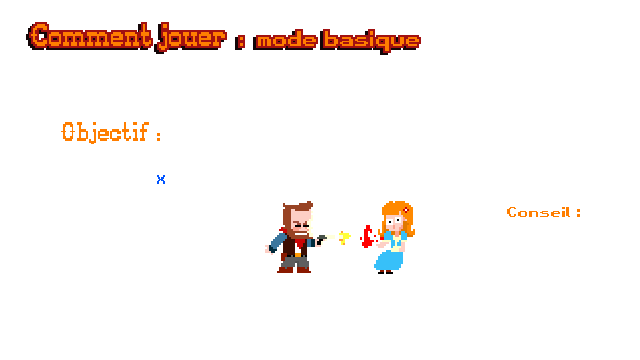 Comment jouer : mode basique
Objectif :
x
Conseil :